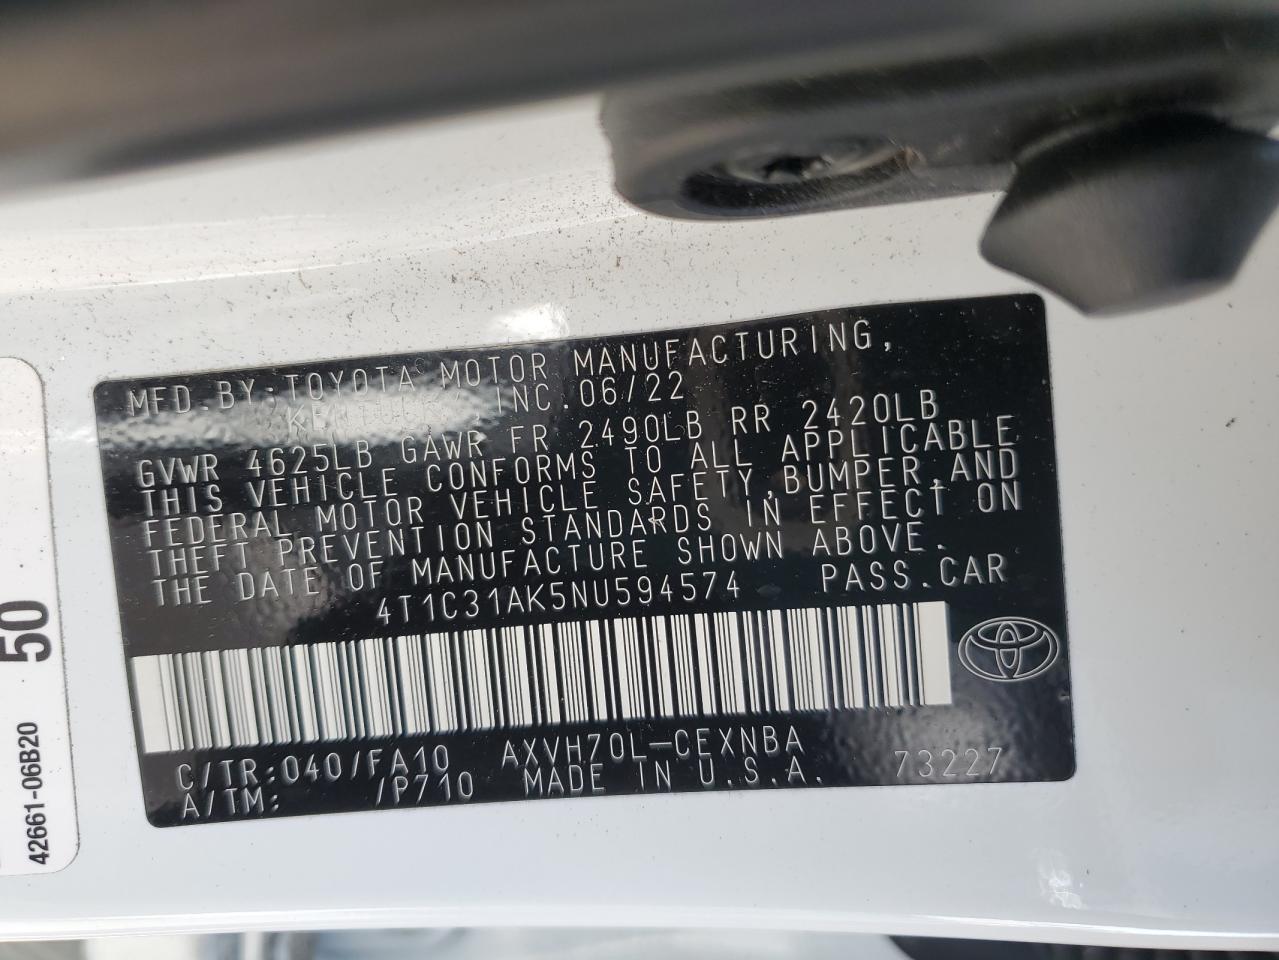 MFD.BY:TOYOTA MOTOR MANUFACTURING,
KENTUCKY, INC. 06/22
GVWR 4625LB GAWR FR 2490LB RR 2420LB
THIS VEHICLE CONFORMS TO ALL APPLICABLE
FEDERAL MOTOR VEHICLE SAFETY,BUMPER,AND
THEFT PREVENTION STANDARDS IN EFFECT ON
THE DATE OF MANUFACTURE SHOWN ABOVE.
4T1C31AK5NU594574 PASS.CAR
C/TR:040/FA10 AXVH70L-CEXNBA 73227
A/TM: /P710 MADE IN U.S.A.
50
42661-06B20